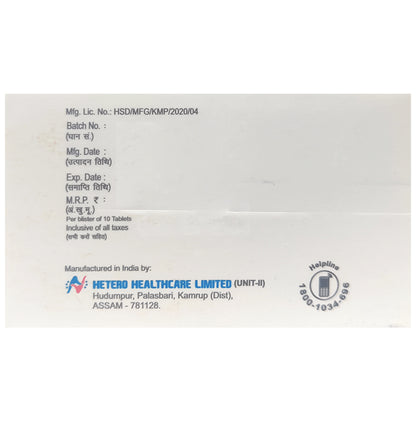 Mfg. Lic. No.: HSD/MFG/KMP/2020/04
Batch No. :
(घान सं.)
Mfg. Date :
(उत्पादन तिथि)
Exp. Date :
(समाप्ति तिथि)
M.R.P. ₹ :
(अं.खु.मू.)
Per blister of 10 Tablets
Inclusive of all taxes
(सभी करों सहित)
Manufactured in India by:
HETERO HEALTHCARE LIMITED (UNIT-II)
Hudumpur, Palasbari, Kamrup (Dist),
ASSAM - 781128.
Helpline
1800-1034-696